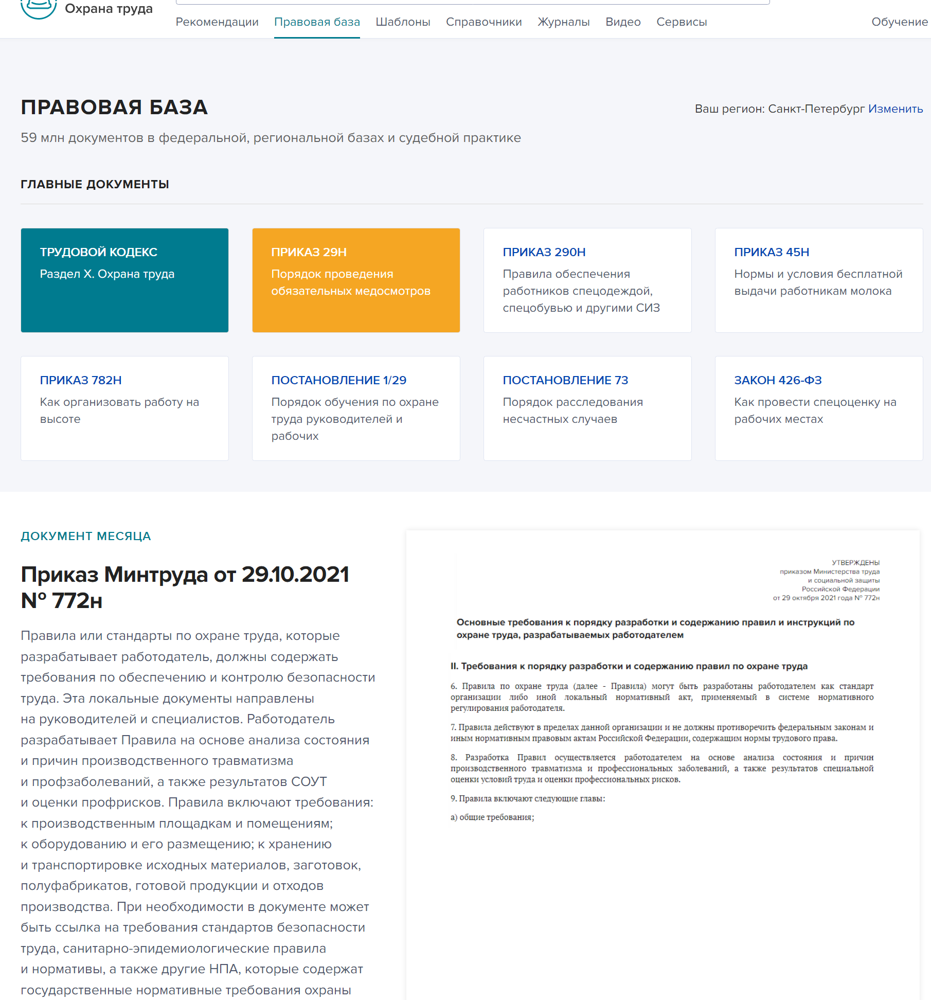 Охрана труда
Рекомендации Правовая база Шаблоны Справочники Журналы Видео Сервисы Обучение
ПРАВОВАЯ БАЗА
Ваш регион: Санкт-Петербург Изменить
59 млн документов в федеральной, региональной базах и судебной практике
ГЛАВНЫЕ ДОКУМЕНТЫ
ТРУДОВОЙ КОДЕКС
Раздел X. Охрана труда
ПРИКАЗ 29Н
Порядок проведения
обязательных медосмотров
ПРИКАЗ 290Н
Правила обеспечения
работников спецодеждой,
спецобувью и другими СИЗ
ПРИКАЗ 45Н
Нормы и условия бесплатной
выдачи работникам молока
ПРИКАЗ 782Н
Как организовать работу на
высоте
ПОСТАНОВЛЕНИЕ 1/29
Порядок обучения по охране
труда руководителей и
рабочих
ПОСТАНОВЛЕНИЕ 73
Порядок расследования
несчастных случаев
ЗАКОН 426-ФЗ
Как провести спецоценку на
рабочих местах
ДОКУМЕНТ МЕСЯЦА
Приказ Минтруда от 29.10.2021
№ 772н
Правила или стандарты по охране труда, которые
разрабатывает работодатель, должны содержать
требования по обеспечению и контролю безопасности
труда. Эта локальные документы направлены
на руководителей и специалистов. Работодатель
разрабатывает Правила на основе анализа состояния
и причин производственного травматизма
и профзаболеваний, а также результатов СОУТ
и оценки профрисков. Правила включают требования:
к производственным площадкам и помещениям;
к оборудованию и его размещению; к хранению
и транспортировке исходных материалов, заготовок,
полуфабрикатов, готовой продукции и отходов
производства. При необходимости в документе может
быть ссылка на требования стандартов безопасности
труда, санитарно-эпидемиологические правила
и нормативы, а также другие НПА, которые содержат
государственные нормативные требования охраны
УТВЕРЖДЕНЫ
приказом Министерства труда
и социальной защиты
Российской Федерации
от 29 октября 2021 года № 772н
Основные требования к порядку разработки и содержанию правил и инструкций по
охране труда, разрабатываемых работодателем
II. Требования к порядку разработки и содержанию правил по охране труда
6. Правила по охране труда (далее - Правила) могут быть разработаны работодателем как стандарт
организации либо иной локальный нормативный акт, применяемый в системе нормативного
регулирования работодателя.
7. Правила действуют в пределах данной организации и не должны противоречить федеральным законам и
иным нормативным правовым актам Российской Федерации, содержащим нормы трудового права.
8. Разработка Правил осуществляется работодателем на основе анализа состояния и причин
производственного травматизма и профессиональных заболеваний, а также результатов специальной
оценки условий труда и оценки профессиональных рисков.
9. Правила включают следующие главы:
а) общие требования;